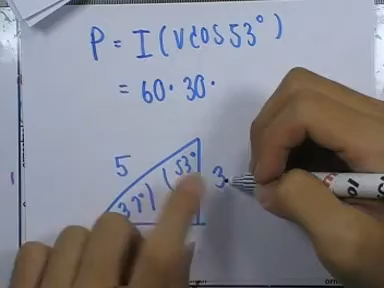 P = I (Vcos53°)
= 60· 30·
5
53°
3
37°